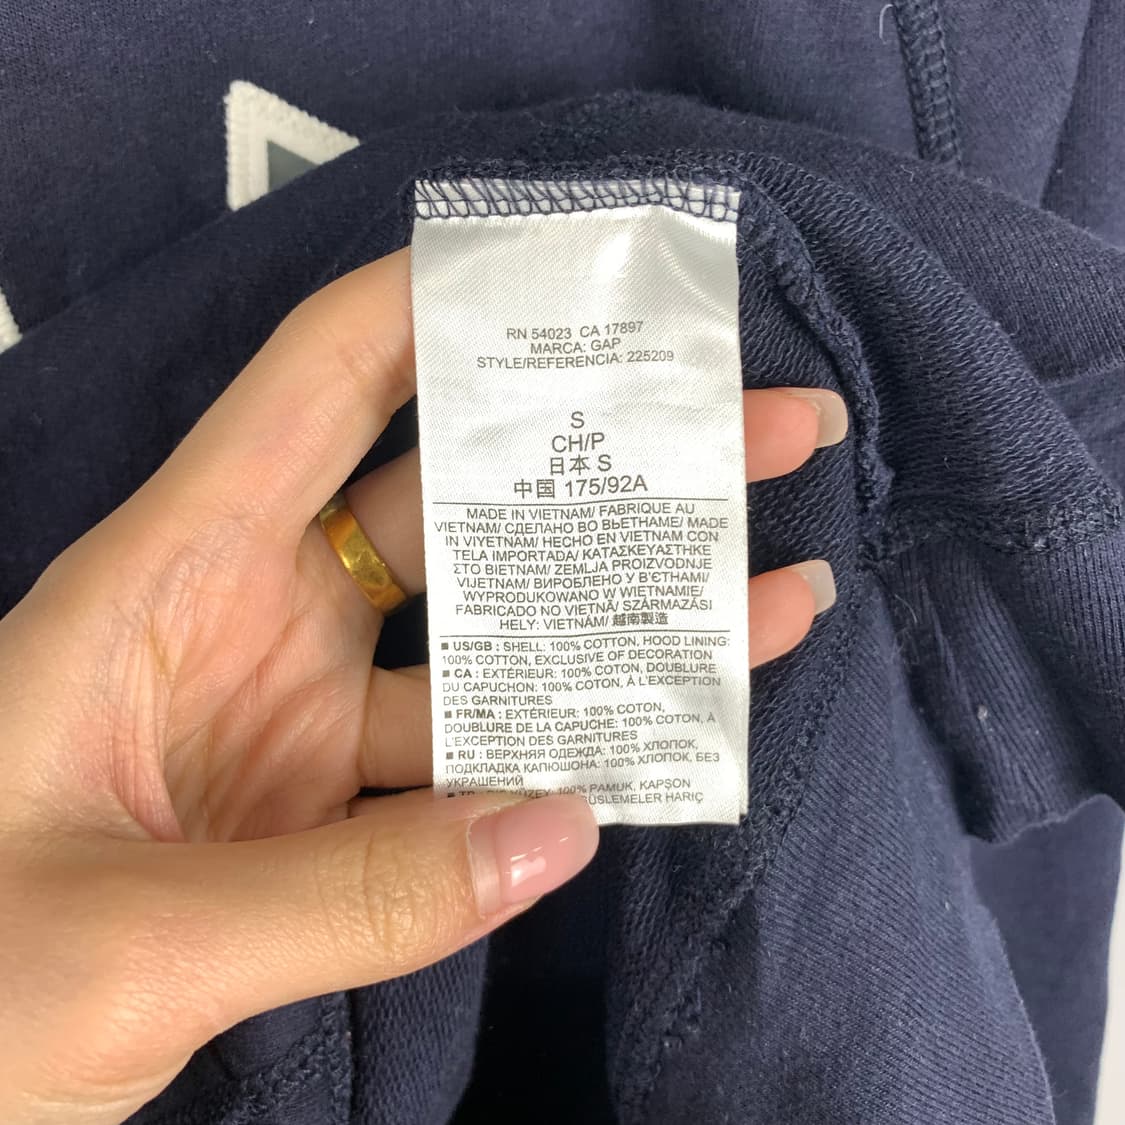 RN 54023 CA 17897
MARCA: GAP
STYLE/REFERENCIA: 225209
S
CH/P
日本 S
中国 175/92A
MADE IN VIETNAM/ FABRIQUE AU
VIETNAM/ СДЕЛАНО ВО ВЬЕТНАМЕ/ MADE
IN VIYETNAM/ HECHO EN VIETNAM CON
TELA IMPORTADA/ ΚΑΤΑΣΚΕΥΑΣΤΗΚΕ
ΣΤΟ ΒΙΕΤΝΑΜ/ ZEMLJA PROIZVODNJE
VIJETNAM/ ВИРОБЛЕНО У В'ЄТНАМІ/
WYPRODUKOWANO W WIETNAMIE/
FABRICADO NO VIETNÃ/ SZÁRMAZÁSI
HELY: VIETNÁM/ 越南製造
■ US/GB : SHELL: 100% COTTON, HOOD LINING:
100% COTTON, EXCLUSIVE OF DECORATION
■ CA : EXTÉRIEUR: 100% COTON, DOUBLURE
DU CAPUCHON: 100% COTON, À L'EXCEPTION
DES GARNITURES
■ FR/MA : EXTÉRIEUR: 100% COTON,
DOUBLURE DE LA CAPUCHE: 100% COTON, À
L'EXCEPTION DES GARNITURES
■ RU : ВЕРХНЯЯ ОДЕЖДА: 100% ХЛОПОК,
ПОДКЛАДКА КАПЮШОНА: 100% ХЛОПОК, БЕЗ
УКРАШЕНИЙ
100% PAMUK, KAPŞON
SÜSLEMELER HARİÇ